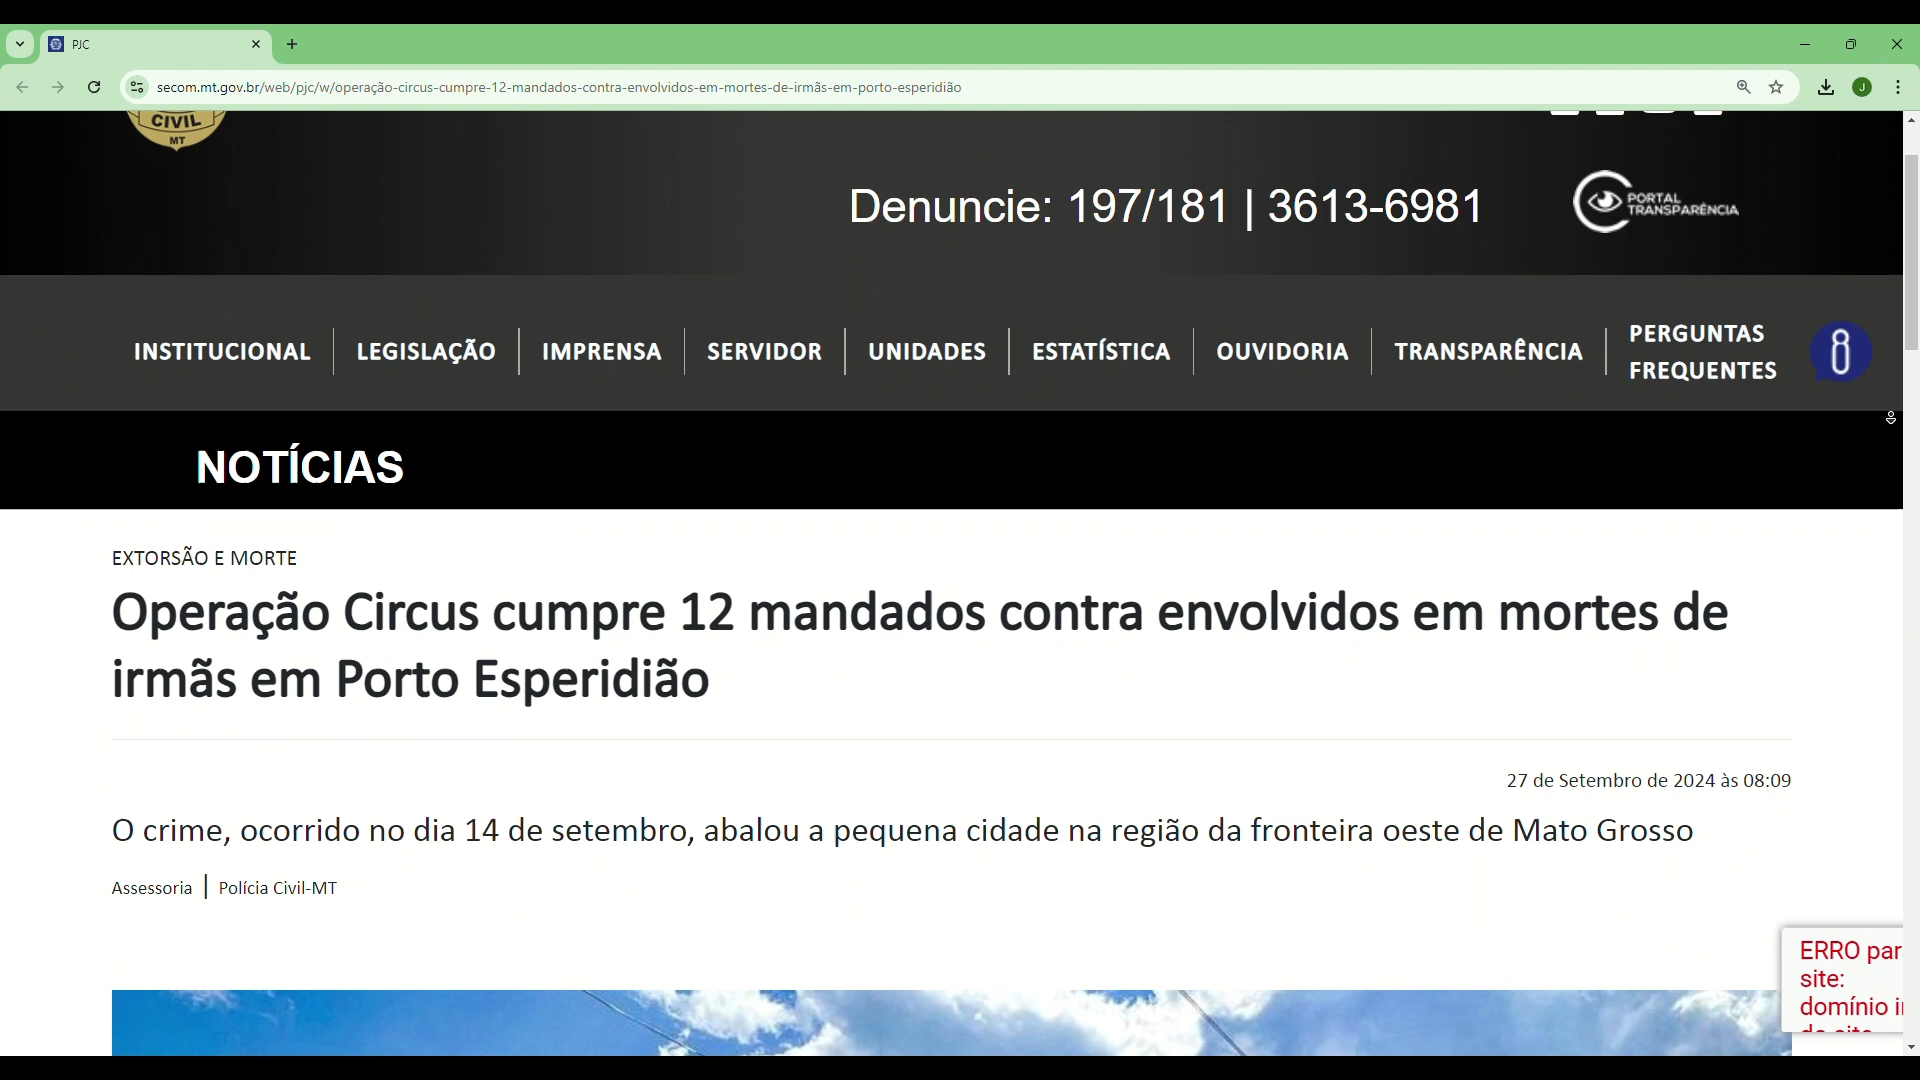 PJC
secom.mt.gov.br/web/pjc/w/operação-circus-cumpre-12-mandados-contra-envolvidos-em-mortes-de-irmãs-em-porto-esperidião
J
CIVIL
MT
Denuncie: 197/181 | 3613-6981
PORTAL
TRANSPARÊNCIA
INSTITUCIONAL
LEGISLAÇÃO
IMPRENSA
SERVIDOR
UNIDADES
ESTATÍSTICA
OUVIDORIA
TRANSPARÊNCIA
PERGUNTAS
FREQUENTES
NOTÍCIAS
EXTORSÃO E MORTE
Operação Circus cumpre 12 mandados contra envolvidos em mortes de
irmãs em Porto Esperidião
27 de Setembro de 2024 às 08:09
O crime, ocorrido no dia 14 de setembro, abalou a pequena cidade na região da fronteira oeste de Mato Grosso
Assessoria | Polícia Civil-MT
ERRO par
site:
domínio